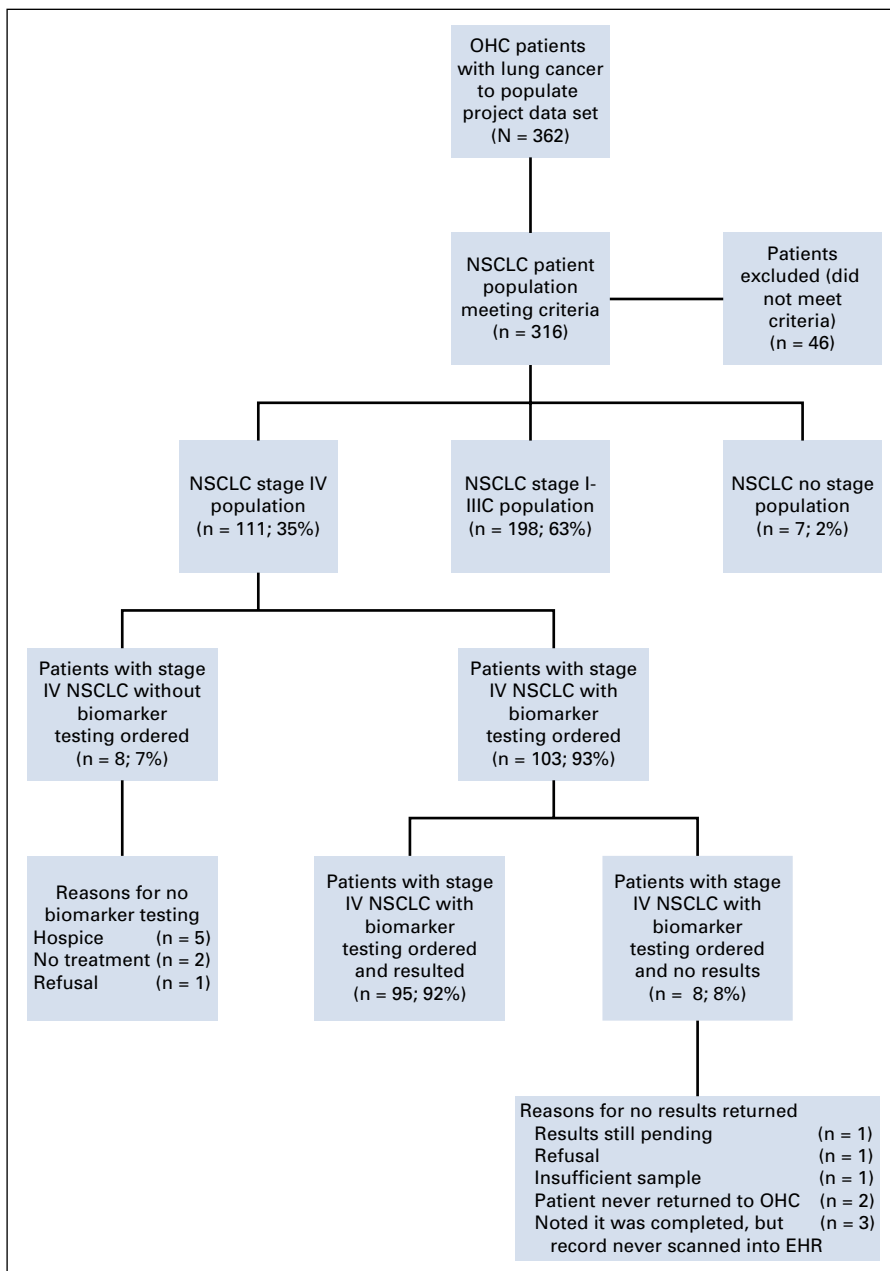 OHC patients
with lung cancer
to populate
project data set
(N = 362)
NSCLC patient
population
meeting criteria
(n = 316)
Patients
excluded (did
not meet
criteria)
(n = 46)
NSCLC stage IV
population
(n = 111; 35%)
NSCLC stage I-
IIIC population
(n = 198; 63%)
NSCLC no stage
population
(n = 7; 2%)
Patients with stage
IV NSCLC without
biomarker
testing ordered
(n = 8; 7%)
Patients with stage
IV NSCLC with
biomarker
testing ordered
(n = 103; 93%)
Reasons for no
biomarker testing
Hospice (n = 5)
No treatment (n = 2)
Refusal (n = 1)
Patients with stage
IV NSCLC with
biomarker
testing ordered
and resulted
(n = 95; 92%)
Patients with stage
IV NSCLC with
biomarker
testing ordered
and no results
(n = 8; 8%)
Reasons for no results returned
Results still pending (n = 1)
Refusal (n = 1)
Insufficient sample (n = 1)
Patient never returned to OHC (n = 2)
Noted it was completed, but (n = 3)
record never scanned into EHR